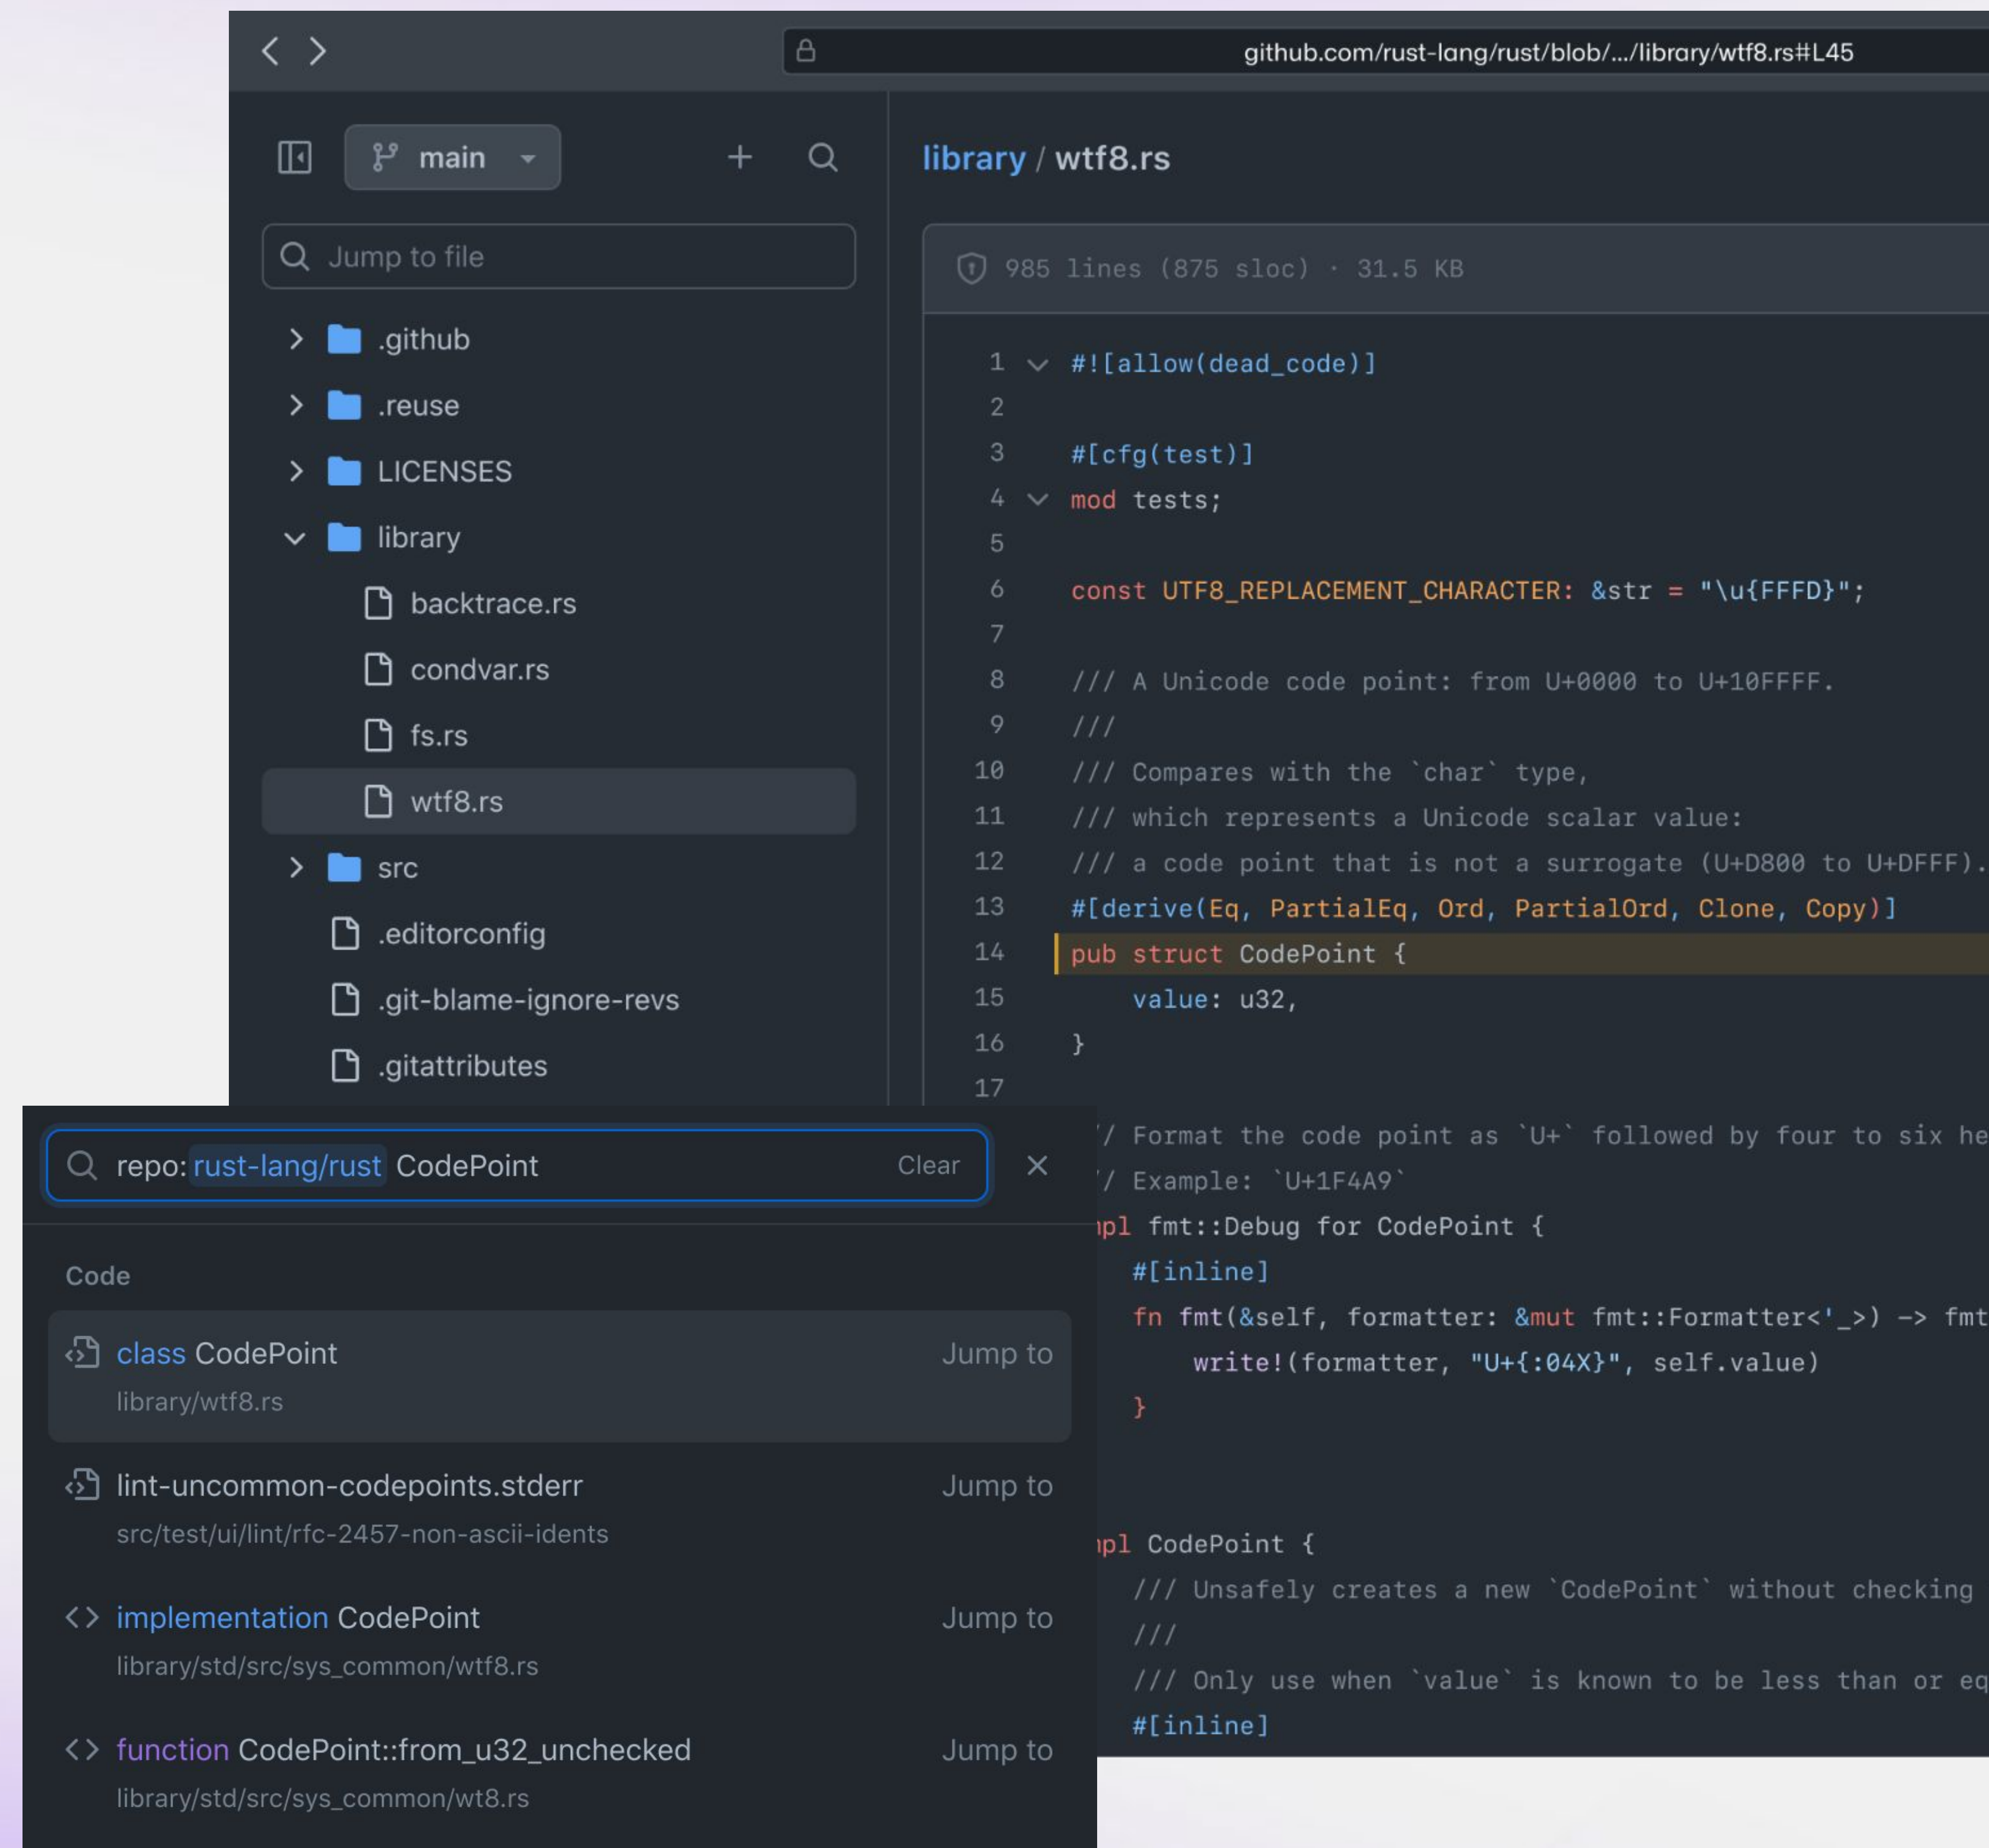 github.com/rust-lang/rust/blob/.../library/wtf8.rs#L45
main
Jump to file
.github
.reuse
LICENSES
library
backtrace.rs
condvar.rs
fs.rs
wtf8.rs
src
.editorconfig
.git-blame-ignore-revs
.gitattributes
library / wtf8.rs
985 lines (875 sloc) · 31.5 KB
1 #![allow(dead_code)]
2
3 #[cfg(test)]
4 mod tests;
5
6 const UTF8_REPLACEMENT_CHARACTER: &str = "\u{FFFD}";
7
8 /// A Unicode code point: from U+0000 to U+10FFFF.
9 ///
10 /// Compares with the `char` type,
11 /// which represents a Unicode scalar value:
12 /// a code point that is not a surrogate (U+D800 to U+DFFF).
13 #[derive(Eq, PartialEq, Ord, PartialOrd, Clone, Copy)]
14 pub struct CodePoint {
15 value: u32,
16 }
17
/ Format the code point as `U+` followed by four to six he
/ Example: `U+1F4A9`
pl fmt::Debug for CodePoint {
#[inline]
fn fmt(&self, formatter: &mut fmt::Formatter<'_>) -> fmt
write!(formatter, "U+{:04X}", self.value)
}
pl CodePoint {
/// Unsafely creates a new `CodePoint` without checking
///
/// Only use when `value` is known to be less than or eq
#[inline]
repo:rust-lang/rust CodePoint Clear
Code
class CodePoint Jump to
library/wtf8.rs
lint-uncommon-codepoints.stderr Jump to
src/test/ui/lint/rfc-2457-non-ascii-idents
implementation CodePoint Jump to
library/std/src/sys_common/wtf8.rs
function CodePoint::from_u32_unchecked Jump to
library/std/src/sys_common/wt8.rs